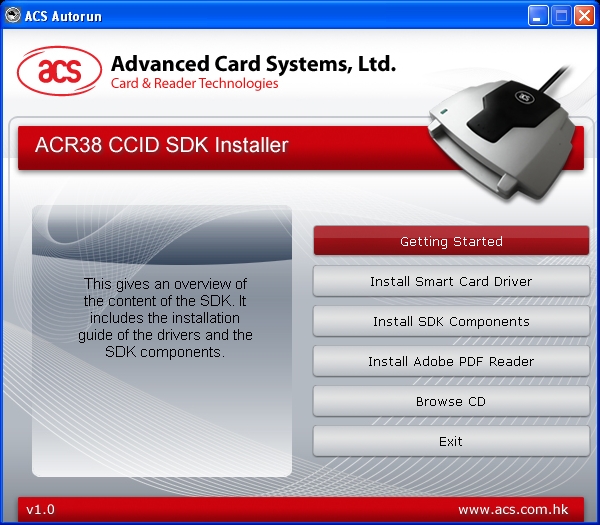 ACS Autorun
acs
Advanced Card Systems, Ltd.
Card & Reader Technologies
acs
ACR38 CCID SDK Installer
Getting Started
This gives an overview of
the content of the SDK. It
includes the installation
guide of the drivers and the
SDK components.
Install Smart Card Driver
Install SDK Components
Install Adobe PDF Reader
Browse CD
Exit
v1.0
www.acs.com.hk